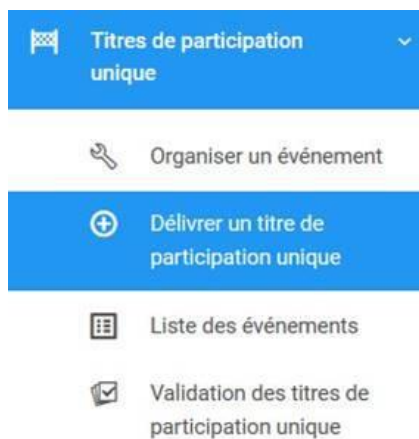 Titres de participation
unique
Organiser un événement
Délivrer un titre de
participation unique
Liste des événements
Validation des titres de
participation unique